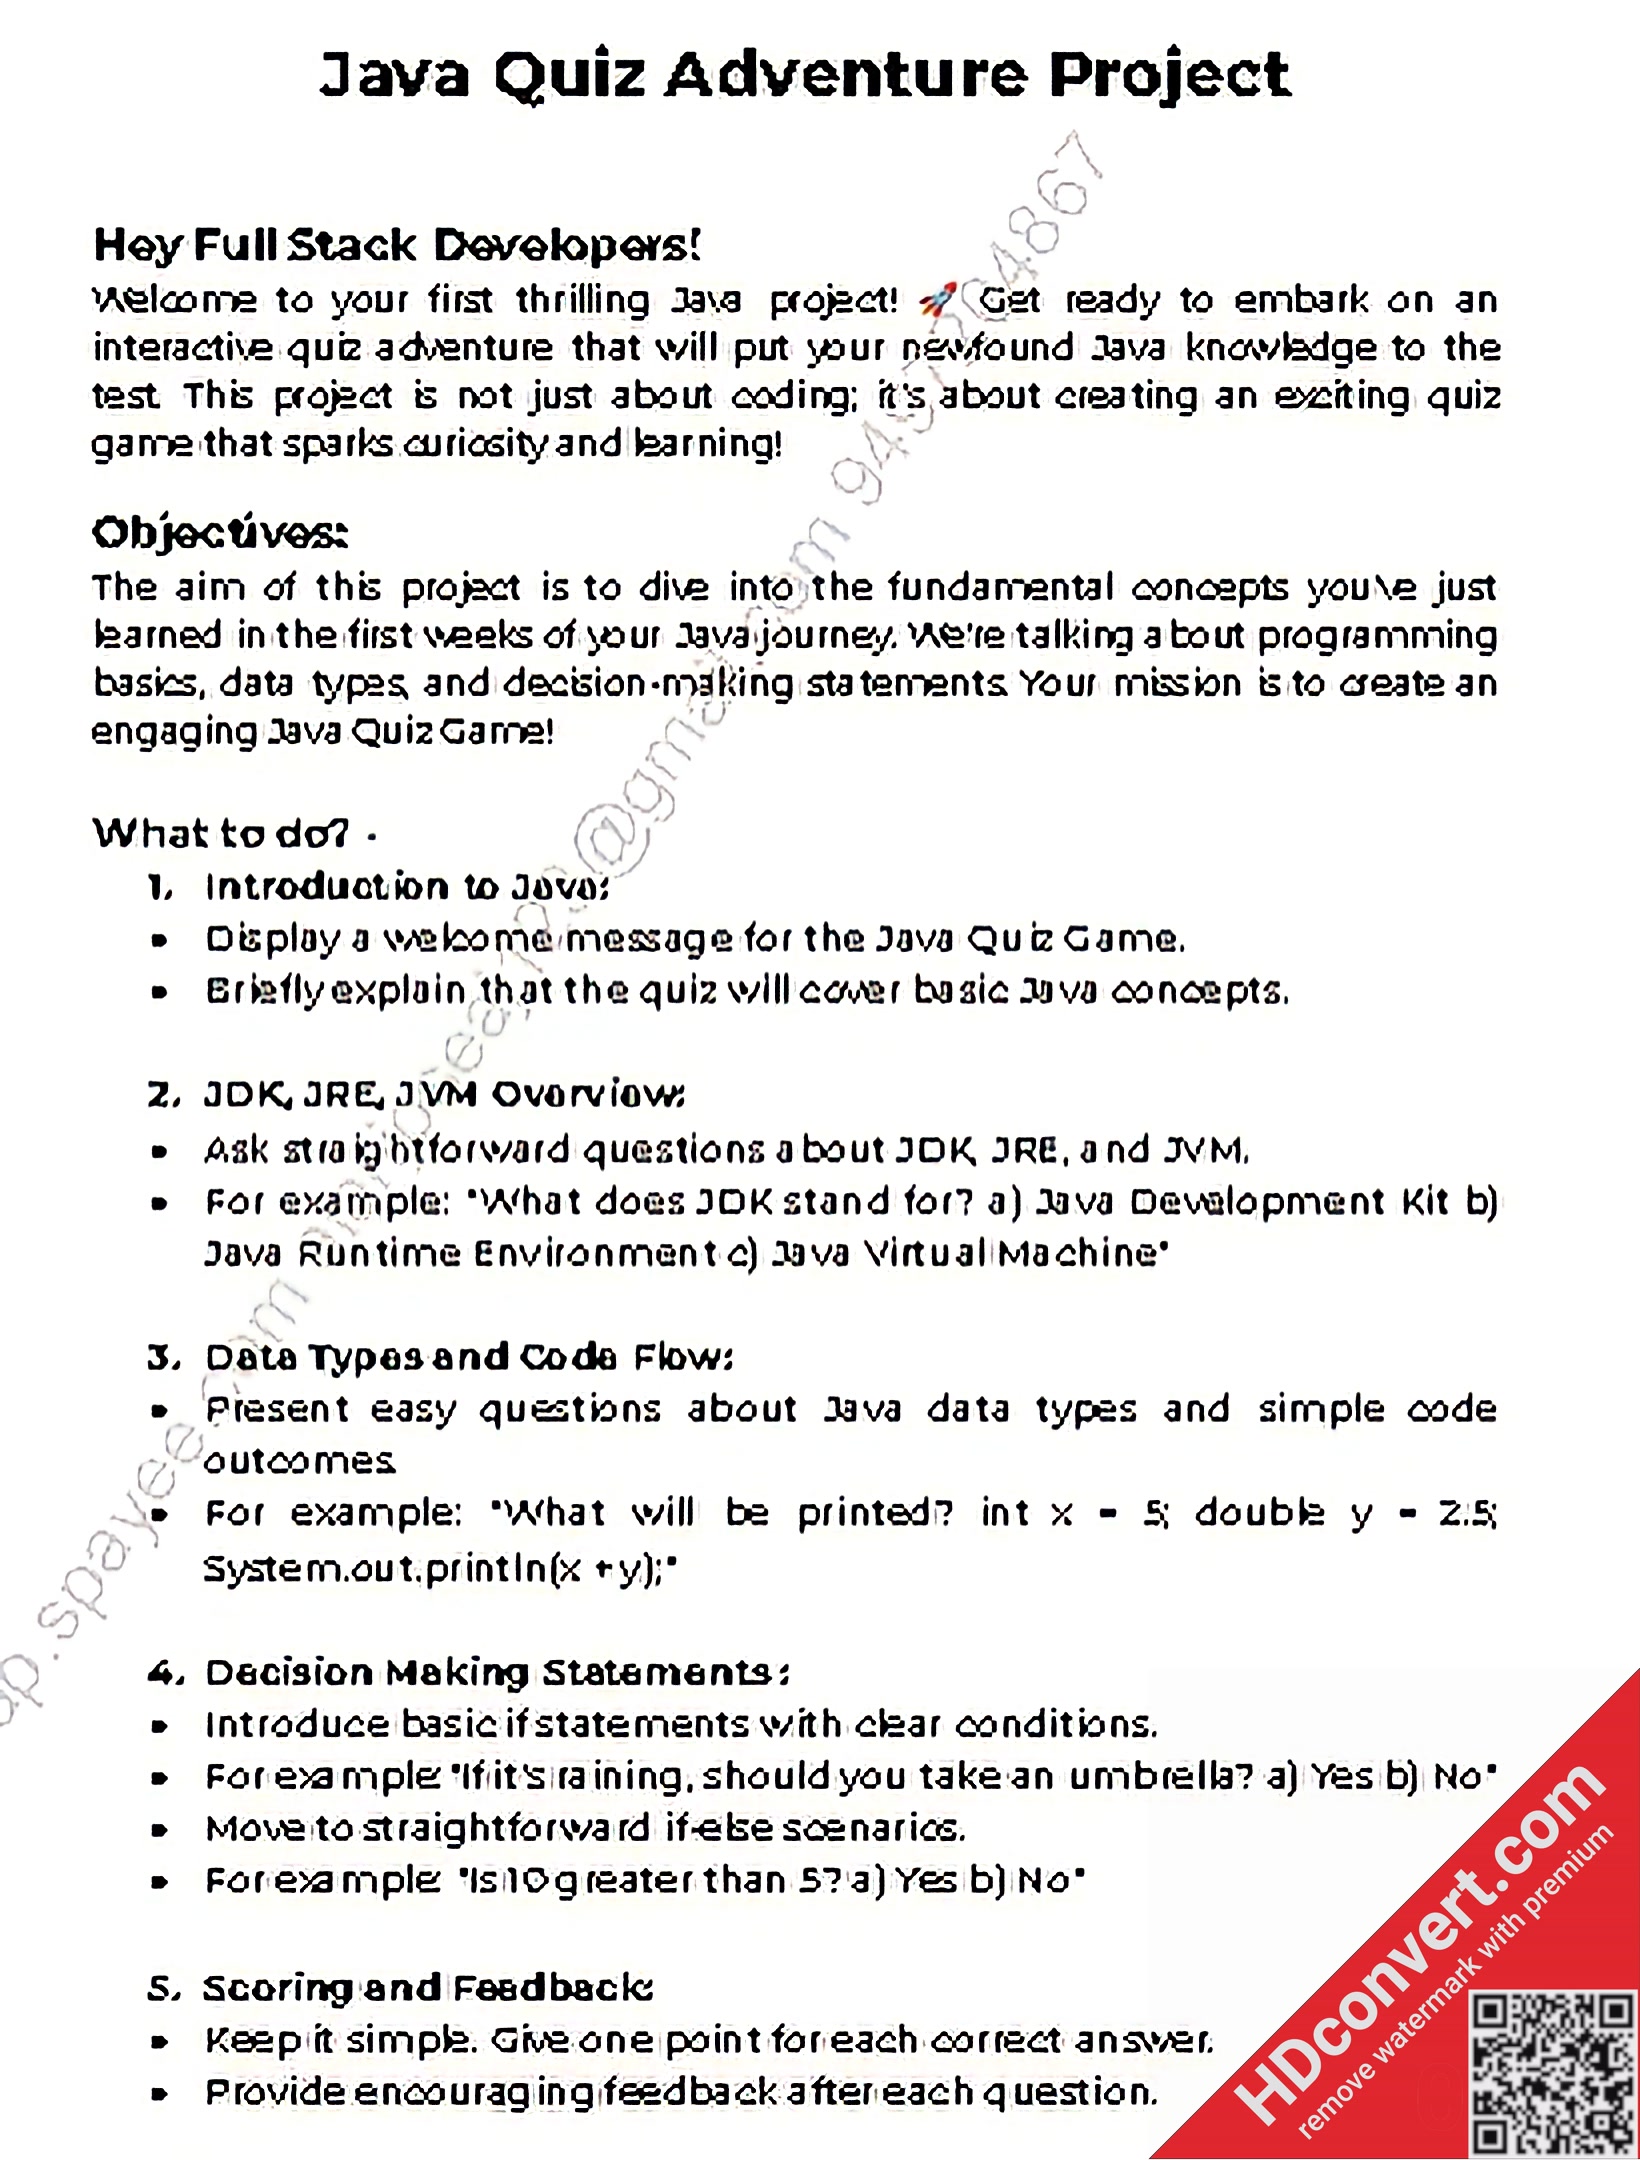 Java Quiz Adventure Project
Hey Full Stack Developers!
Welcome to your first thrilling Java project! 🚀 Get ready to embark on an
interactive quiz adventure that will put your newfound Java knowledge to the
test. This project is not just about coding; it's about creating an exciting quiz
game that sparks curiosity and learning!
Objectives:
The aim of this project is to dive into the fundamental concepts you've just
learned in the first weeks of your Java journey. We're talking about programming
basics, data types, and decision-making statements. Your mission is to create an
engaging Java Quiz Game!
What to do? -
1. Introduction to Java:
• Display a welcome message for the Java Quiz Game.
• Briefly explain that the quiz will cover basic Java concepts.
2. JDK, JRE, JVM Overview:
• Ask straightforward questions about JDK, JRE, and JVM.
• For example: "What does JDK stand for? a) Java Development Kit b)
Java Runtime Environment c) Java Virtual Machine"
3. Data Types and Code Flow:
• Present easy questions about Java data types and simple code
outcomes.
• For example: "What will be printed? int x = 5; double y = 2.5;
System.out.println(x + y);"
4. Decision Making Statements:
• Introduce basic if statements with clear conditions.
• For example: "If it's raining, should you take an umbrella? a) Yes b) No"
• Move to straightforward if-else scenarios.
• For example: "Is 10 greater than 5? a) Yes b) No"
5. Scoring and Feedback:
• Keep it simple. Give one point for each correct answer.
• Provide encouraging feedback after each question.
HDconvert.com
remove watermark with premium